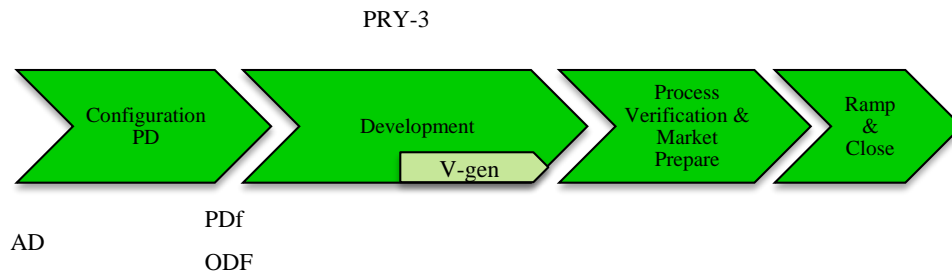 PRY-3
Configuration
PD
Development
V-gen
Process
Verification &
Market
Prepare
Ramp
&
Close
AD
PDf
ODF